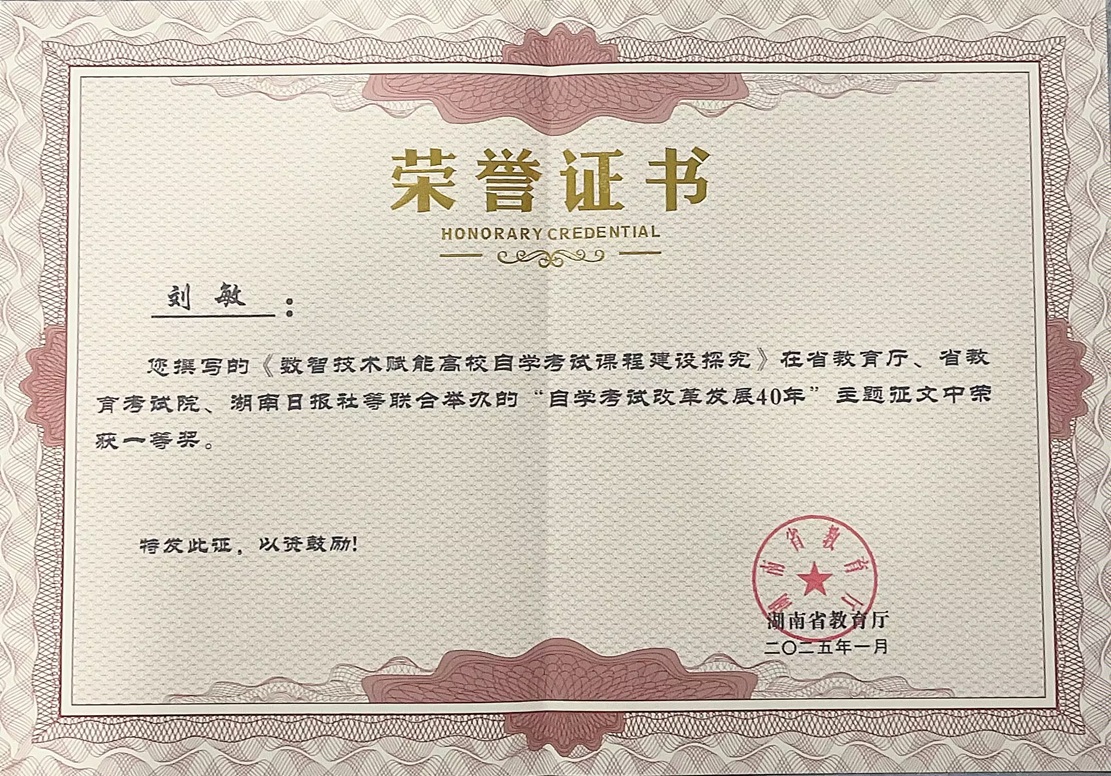 荣誉证书
HONORARY CREDENTIAL
刘 敏 ：
您撰写的《数智技术赋能高校自学考试课程建设探究》在省教育厅、省教
育考试院、湖南日报社等联合举办的“自学考试改革发展40年”主题征文中荣
获一等奖。
特发此证，以资鼓励！
湖南省教育厅
湖南省教育厅
二〇二五年一月